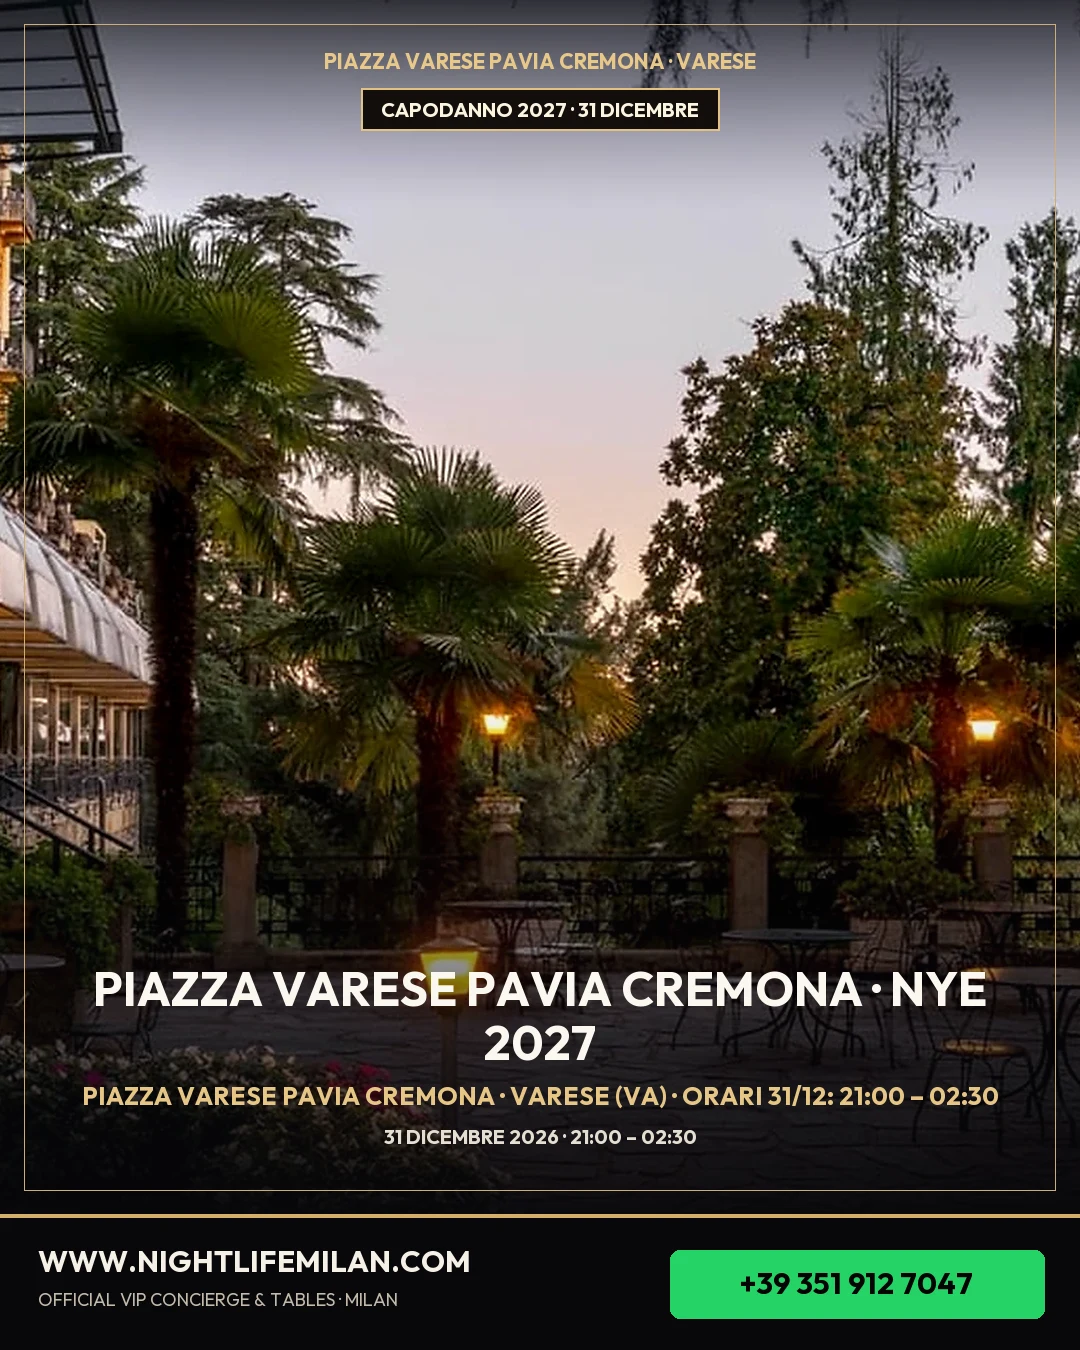 PIAZZA VARESE PAVIA CREMONA · VARESE
CAPODANNO 2027 · 31 DICEMBRE
PIAZZA VARESE PAVIA CREMONA · NYE
2027
PIAZZA VARESE PAVIA CREMONA · VARESE (VA) · ORARI 31/12: 21:00 – 02:30
31 DICEMBRE 2026 · 21:00 – 02:30
WWW.NIGHTLIFEMILAN.COM
OFFICIAL VIP CONCIERGE & TABLES · MILAN
+39 351 912 7047